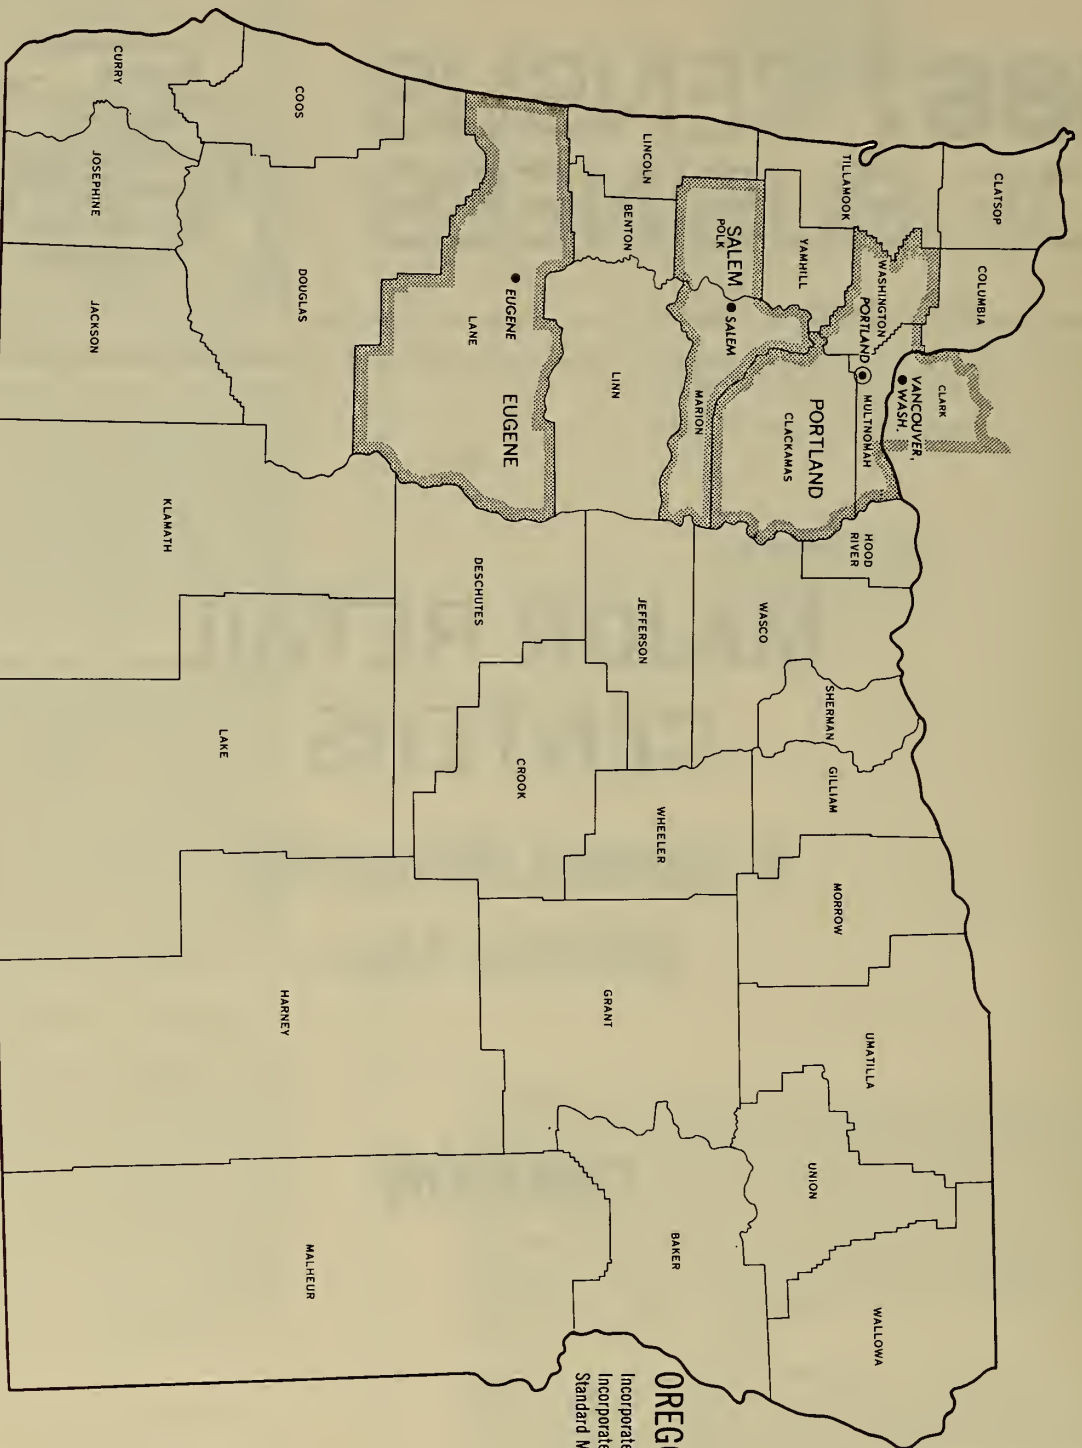 CLATSOP
COLUMBIA
TILLAMOOK
WASHINGTON
PORTLAND
MULTNOMAH
CLARK
VANCOUVER,
WASH.
HOOD
RIVER
YAMHILL
PORTLAND
CLACKAMAS
WASCO
SHERMAN
GILLIAM
MORROW
UMATILLA
UNION
WALLOWA
SALEM
POLK
SALEM
MARION
LINCOLN
BENTON
LINN
JEFFERSON
WHEELER
GRANT
BAKER
EUGENE
LANE
EUGENE
DESCHUTES
CROOK
COOS
DOUGLAS
CURRY
JOSEPHINE
JACKSON
KLAMATH
LAKE
HARNEY
MALHEUR
OREG
Incorporate
Incorporate
Standard M